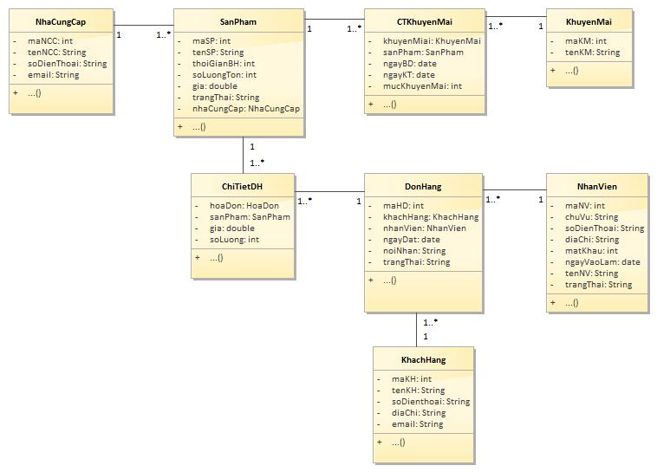 NhaCungCap
- maNCC: int
- tenNCC: String
- soDienThoai: String
- email: String
+ ...()
1
1..*
SanPham
- maSP: int
- tenSP: String
- thoiGianBH: int
- soLuongTon: int
- gia: double
- trangThai: String
- nhaCungCap: NhaCungCap
+ ...()
1
1..*
CTKhuyenMai
- khuyenMiai: KhuyenMai
- sanPham: SanPham
- ngayBD: date
- ngayKT: date
- mucKhuyenMai: int
+ ...()
1..*
1
KhuyenMai
- maKM: int
- tenKM: String
+ ...()
1
1..*
ChiTietDH
- hoaDon: HoaDon
- sanPham: SanPham
- gia: double
- soLuong: int
+ ...()
1..*
1
DonHang
- maHD: int
- khachHang: KhachHang
- nhanVien: NhanVien
- ngayDat: date
- noiNhan: String
- trangThai: String
+ ...()
1..*
1
NhanVien
- maNV: int
- chuVu: String
- soDienThoai: String
- diaChi: String
- matKhau: int
- ngayVaoLam: date
- tenNV: String
- trangThai: String
+ ...()
1..*
1
KhachHang
- maKH: int
- tenKH: String
- soDienthoai: String
- diaChi: String
- email: String
+ ...()